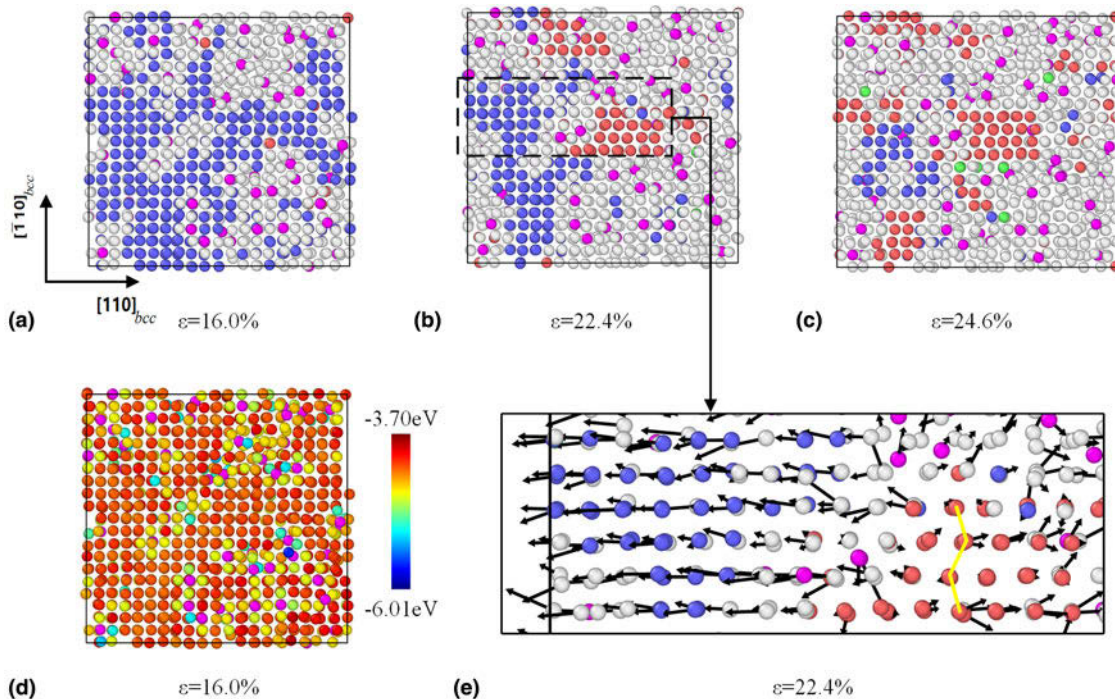 [1̄10]bcc
[110]bcc
(a)
ε=16.0%
(b)
ε=22.4%
(c)
ε=24.6%
-3.70eV
-6.01eV
(d)
ε=16.0%
(e)
ε=22.4%